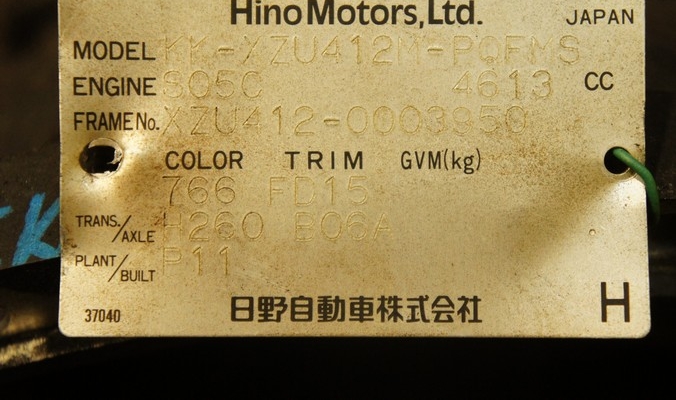 Hino Motors, Ltd. JAPAN
MODEL KK-XZU412M-PQFMS
ENGINE S05C 4613 CC
FRAME No. XZU412-0003950
COLOR TRIM GVM(kg)
766 FD15
TRANS./AXLE H260 B06A
PLANT/BUILT P11
37040 日野自動車株式会社 H